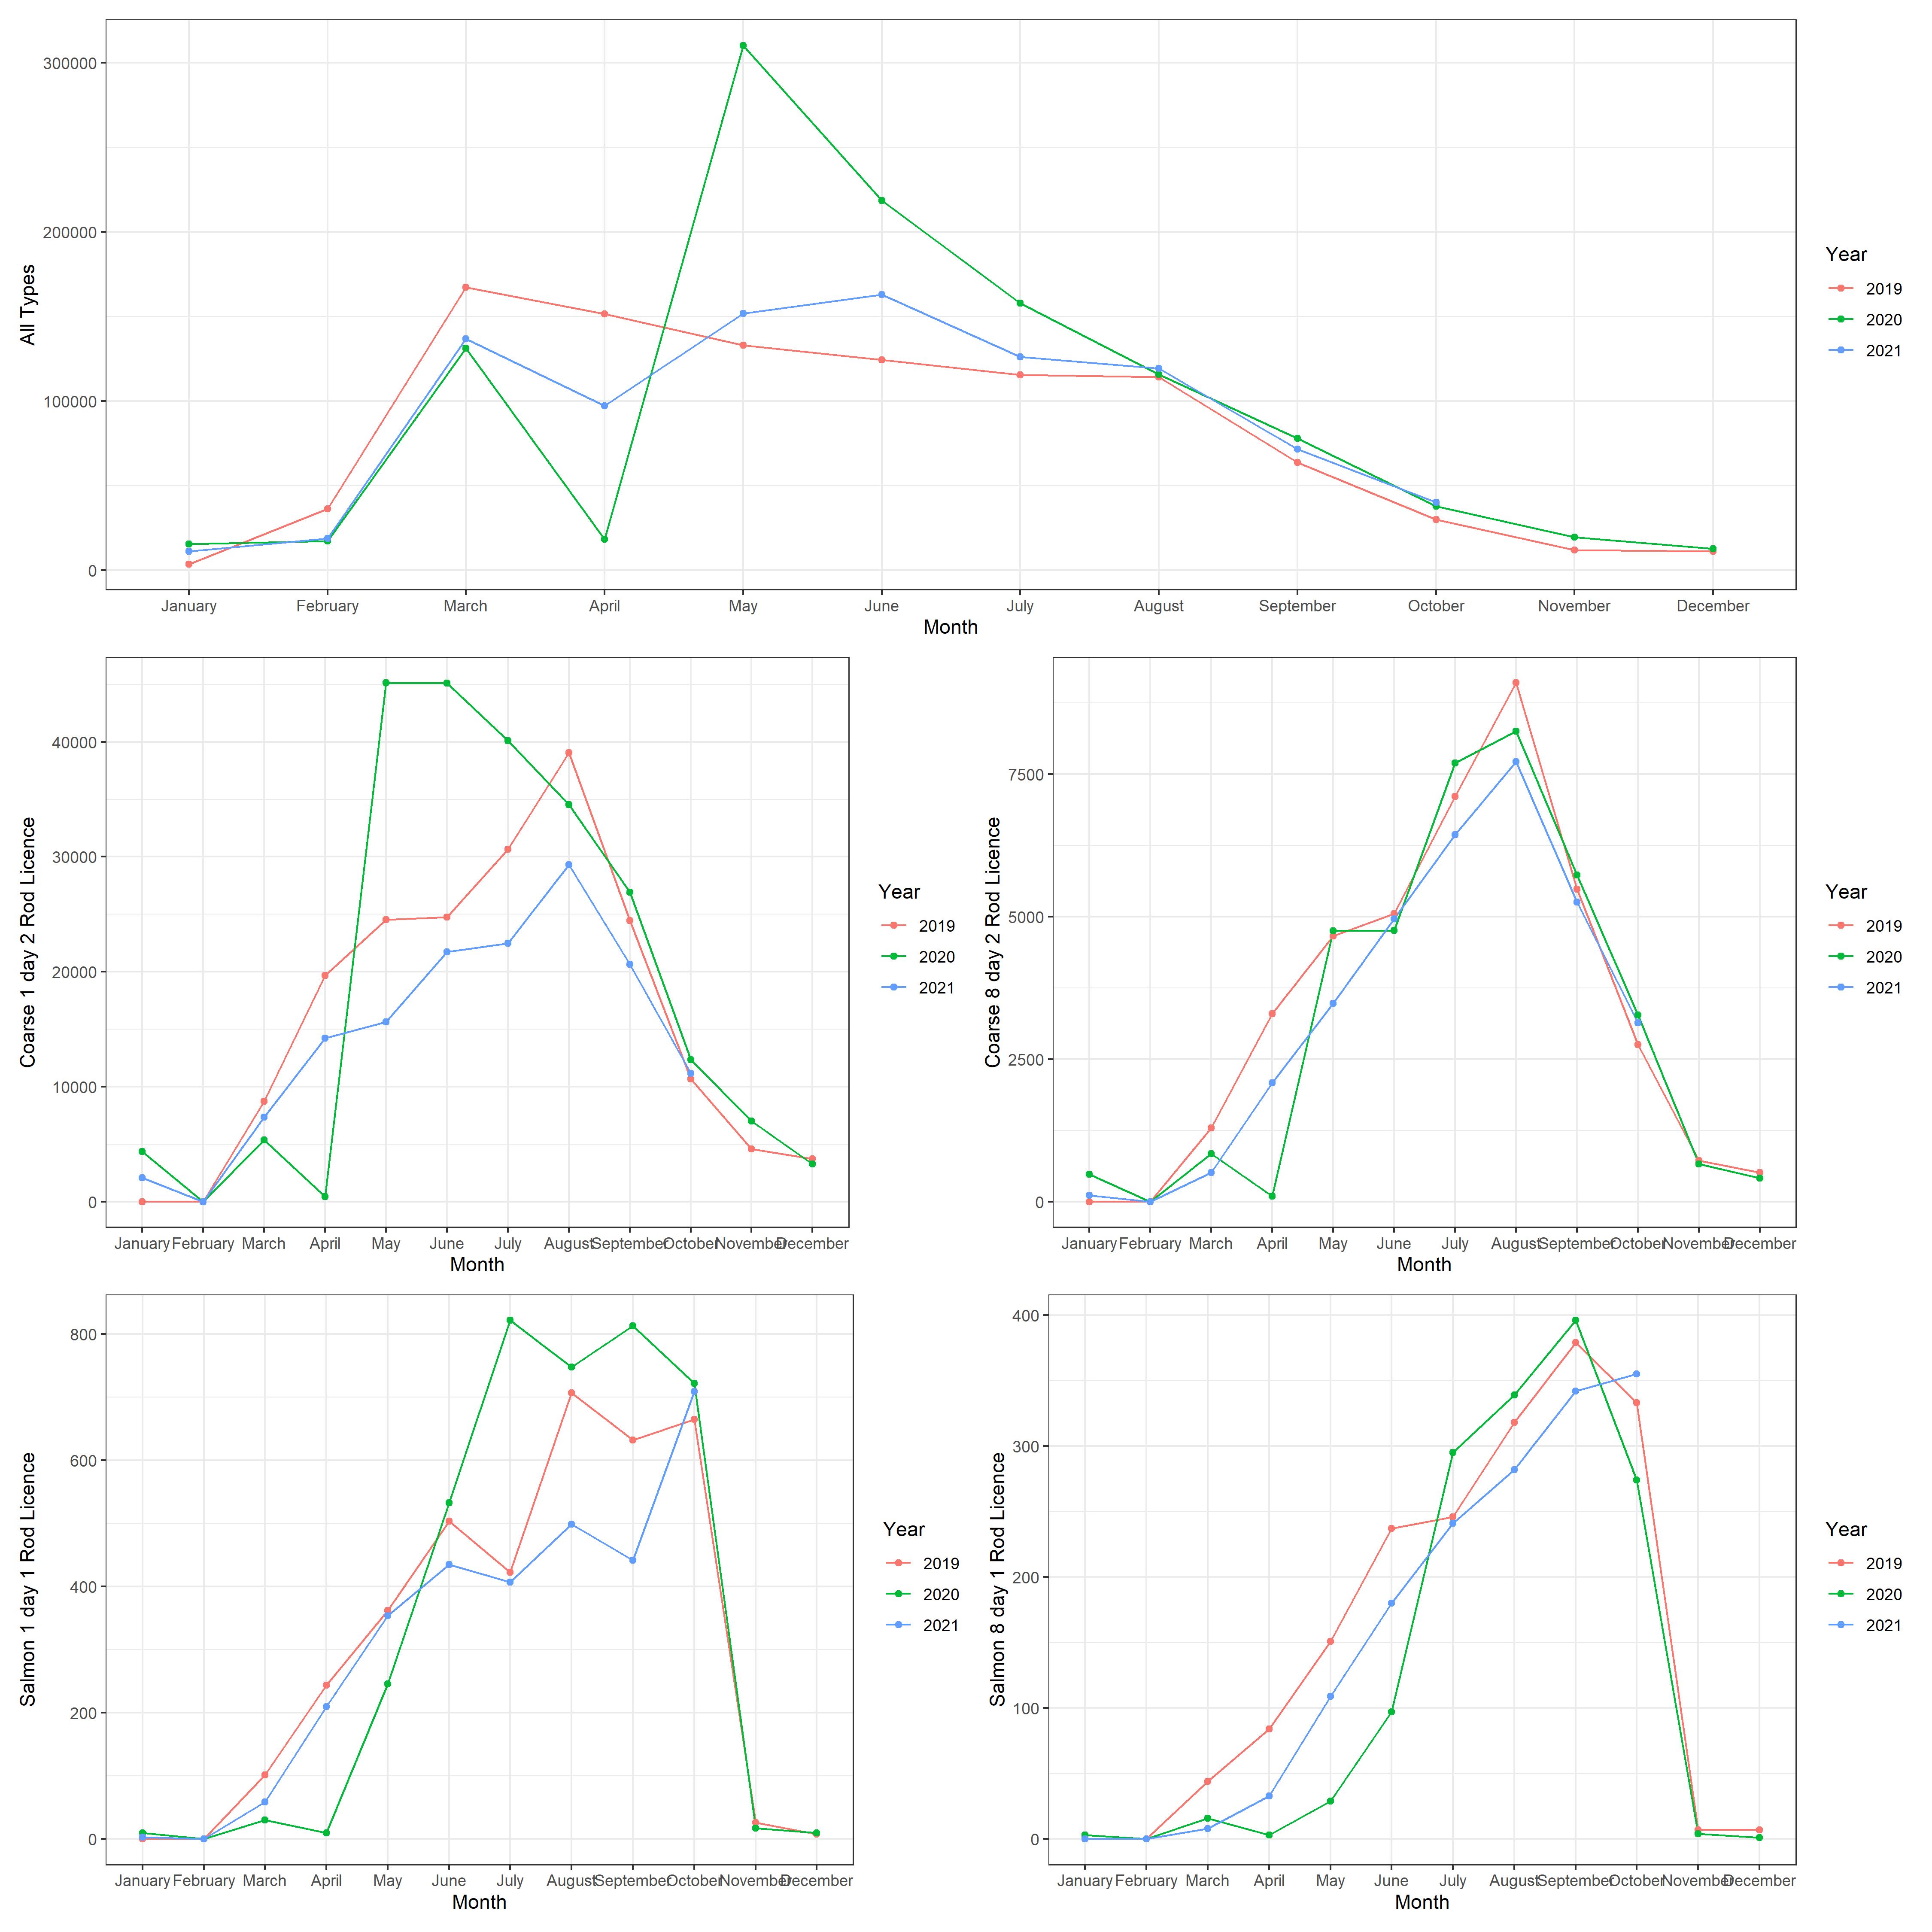 All Types
300000
200000
100000
0
January February March April May June July August September October November December
Month
Year
2019
2020
2021
Coarse 1 day 2 Rod Licence
40000
30000
20000
10000
0
January February March April May June July August September October November December
Month
Year
2019
2020
2021
Coarse 8 day 2 Rod Licence
7500
5000
2500
0
January February March April May June July August September October November December
Month
Year
2019
2020
2021
Salmon 1 day 1 Rod Licence
800
600
400
200
0
January February March April May June July August September October November December
Month
Year
2019
2020
2021
Salmon 8 day 1 Rod Licence
400
300
200
100
0
January February March April May June July August September October November December
Month
Year
2019
2020
2021